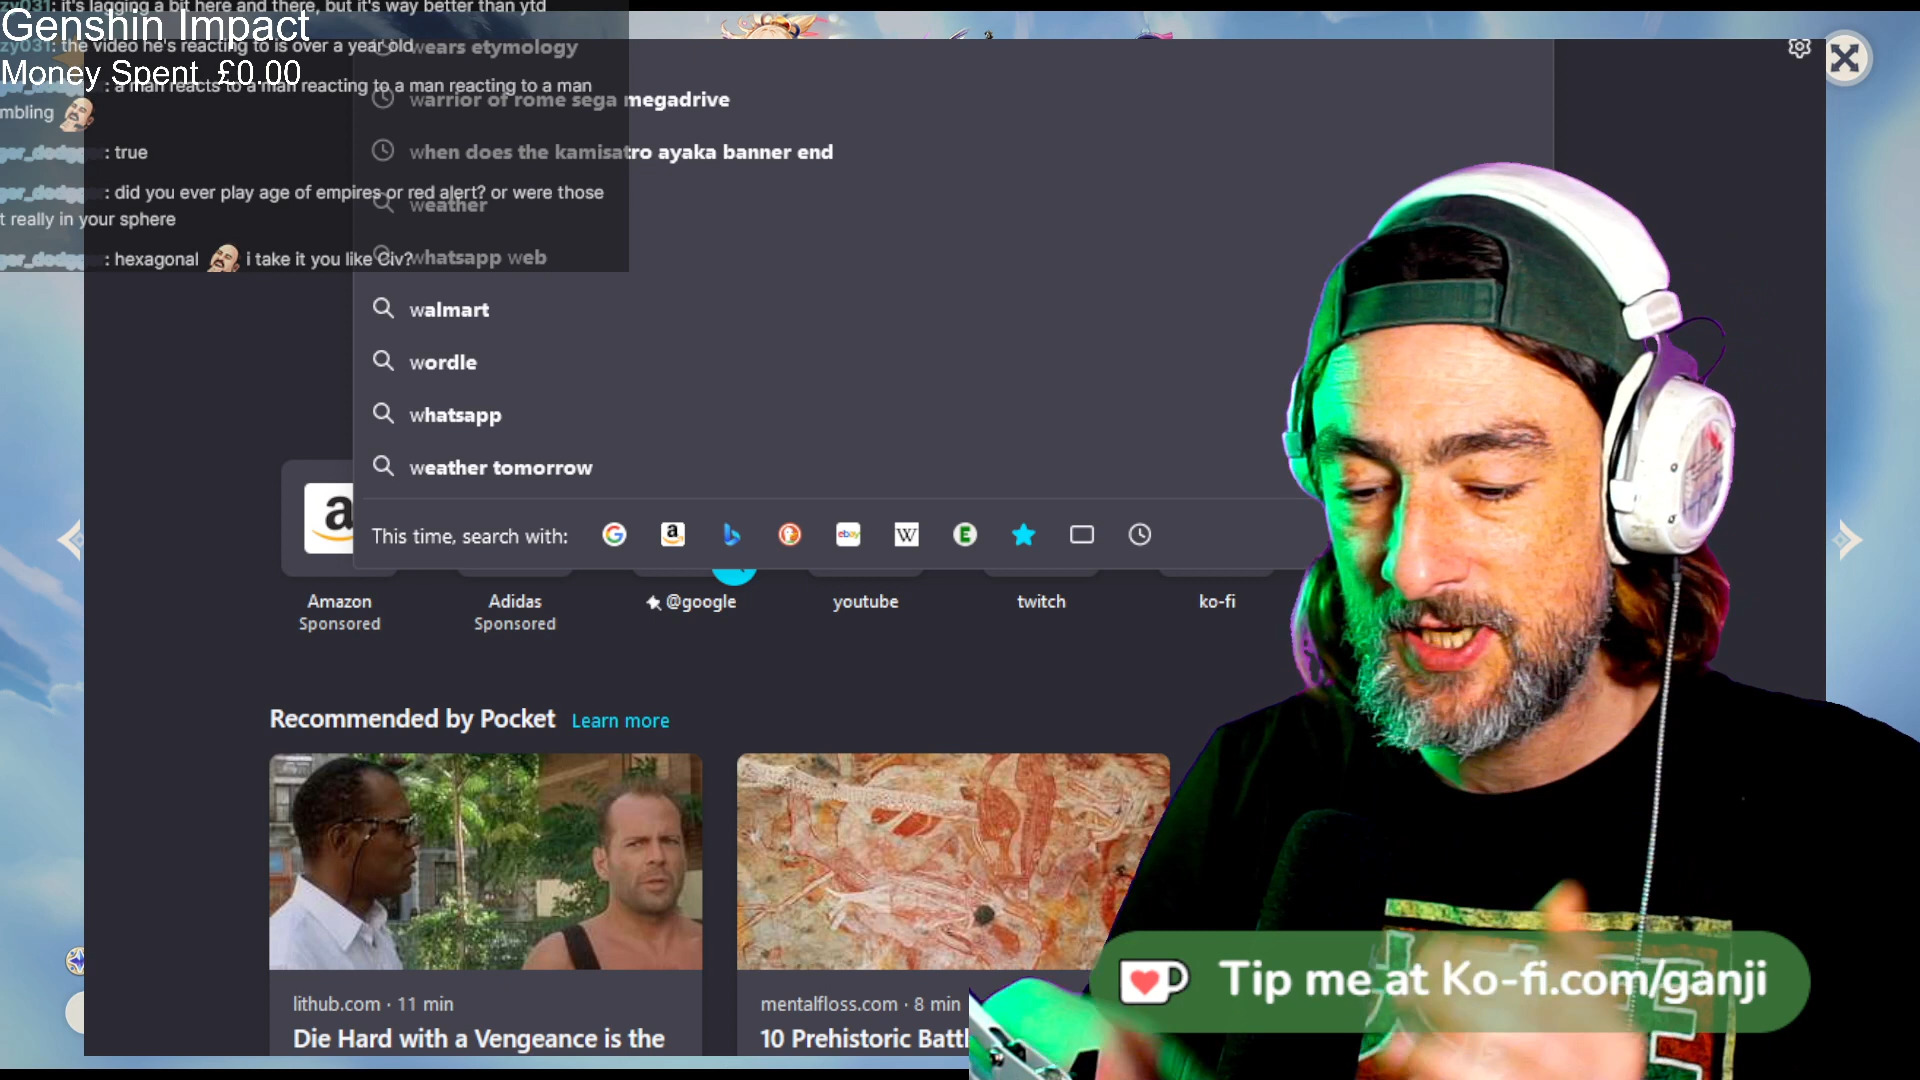 zy031: it's lagging a bit here and there, but it's way better than ytd
Genshin Impact
zy031: the video he's reacting to is over a year old
Money Spent £0.00
: a man reacts to a man reacting to a man reacting to a man
mbling
: true
: did you ever play age of empires or red alert? or were those
t really in your sphere
: hexagonal i take it you like Civ?
wears etymology
warrior of rome sega megadrive
when does the kamisatro ayaka banner end
weather
whatsapp web
walmart
wordle
whatsapp
weather tomorrow
This time, search with:
a
a
ebay
W
E
Amazon
Sponsored
Adidas
Sponsored
@google
youtube
twitch
ko-fi
Recommended by Pocket Learn more
lithub.com · 11 min
Die Hard with a Vengeance is the
mentalfloss.com · 8 min
10 Prehistoric Battl
Tip me at Ko-fi.com/ganji